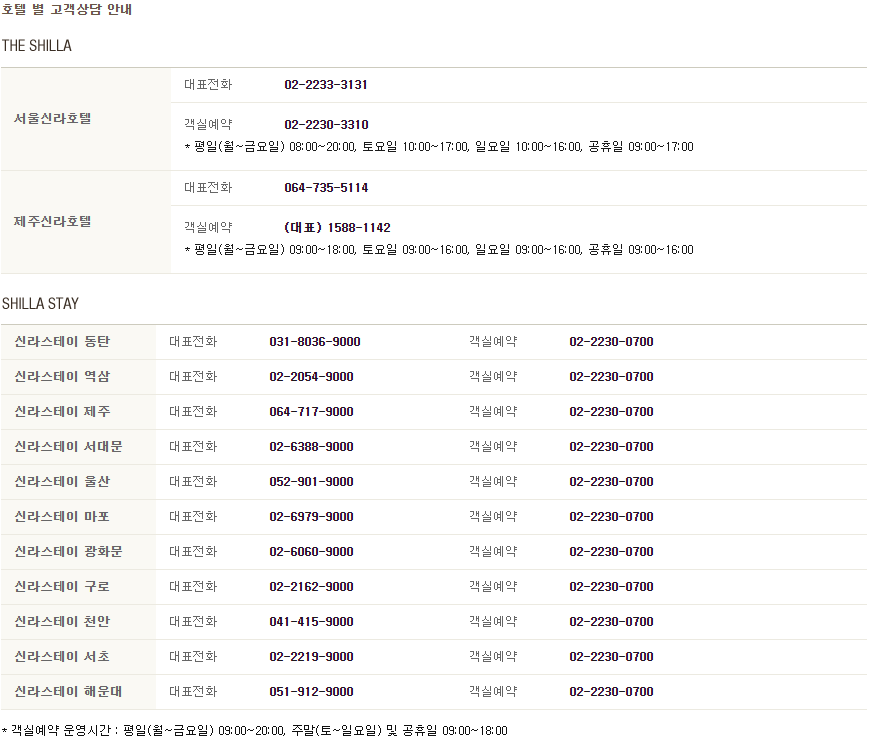 호텔 별 고객상담 안내
THE SHILLA
서울신라호텔
대표전화 02-2233-3131
객실예약 02-2230-3310
* 평일(월~금요일) 08:00~20:00, 토요일 10:00~17:00, 일요일 10:00~16:00, 공휴일 09:00~17:00
제주신라호텔
대표전화 064-735-5114
객실예약 (대표) 1588-1142
* 평일(월~금요일) 09:00~18:00, 토요일 09:00~16:00, 일요일 09:00~16:00, 공휴일 09:00~16:00
SHILLA STAY
신라스테이 동탄 대표전화 031-8036-9000 객실예약 02-2230-0700
신라스테이 역삼 대표전화 02-2054-9000 객실예약 02-2230-0700
신라스테이 제주 대표전화 064-717-9000 객실예약 02-2230-0700
신라스테이 서대문 대표전화 02-6388-9000 객실예약 02-2230-0700
신라스테이 울산 대표전화 052-901-9000 객실예약 02-2230-0700
신라스테이 마포 대표전화 02-6979-9000 객실예약 02-2230-0700
신라스테이 광화문 대표전화 02-6060-9000 객실예약 02-2230-0700
신라스테이 구로 대표전화 02-2162-9000 객실예약 02-2230-0700
신라스테이 천안 대표전화 041-415-9000 객실예약 02-2230-0700
신라스테이 서초 대표전화 02-2219-9000 객실예약 02-2230-0700
신라스테이 해운대 대표전화 051-912-9000 객실예약 02-2230-0700
* 객실예약 운영시간 : 평일(월~금요일) 09:00~20:00, 주말(토~일요일) 및 공휴일 09:00~18:00